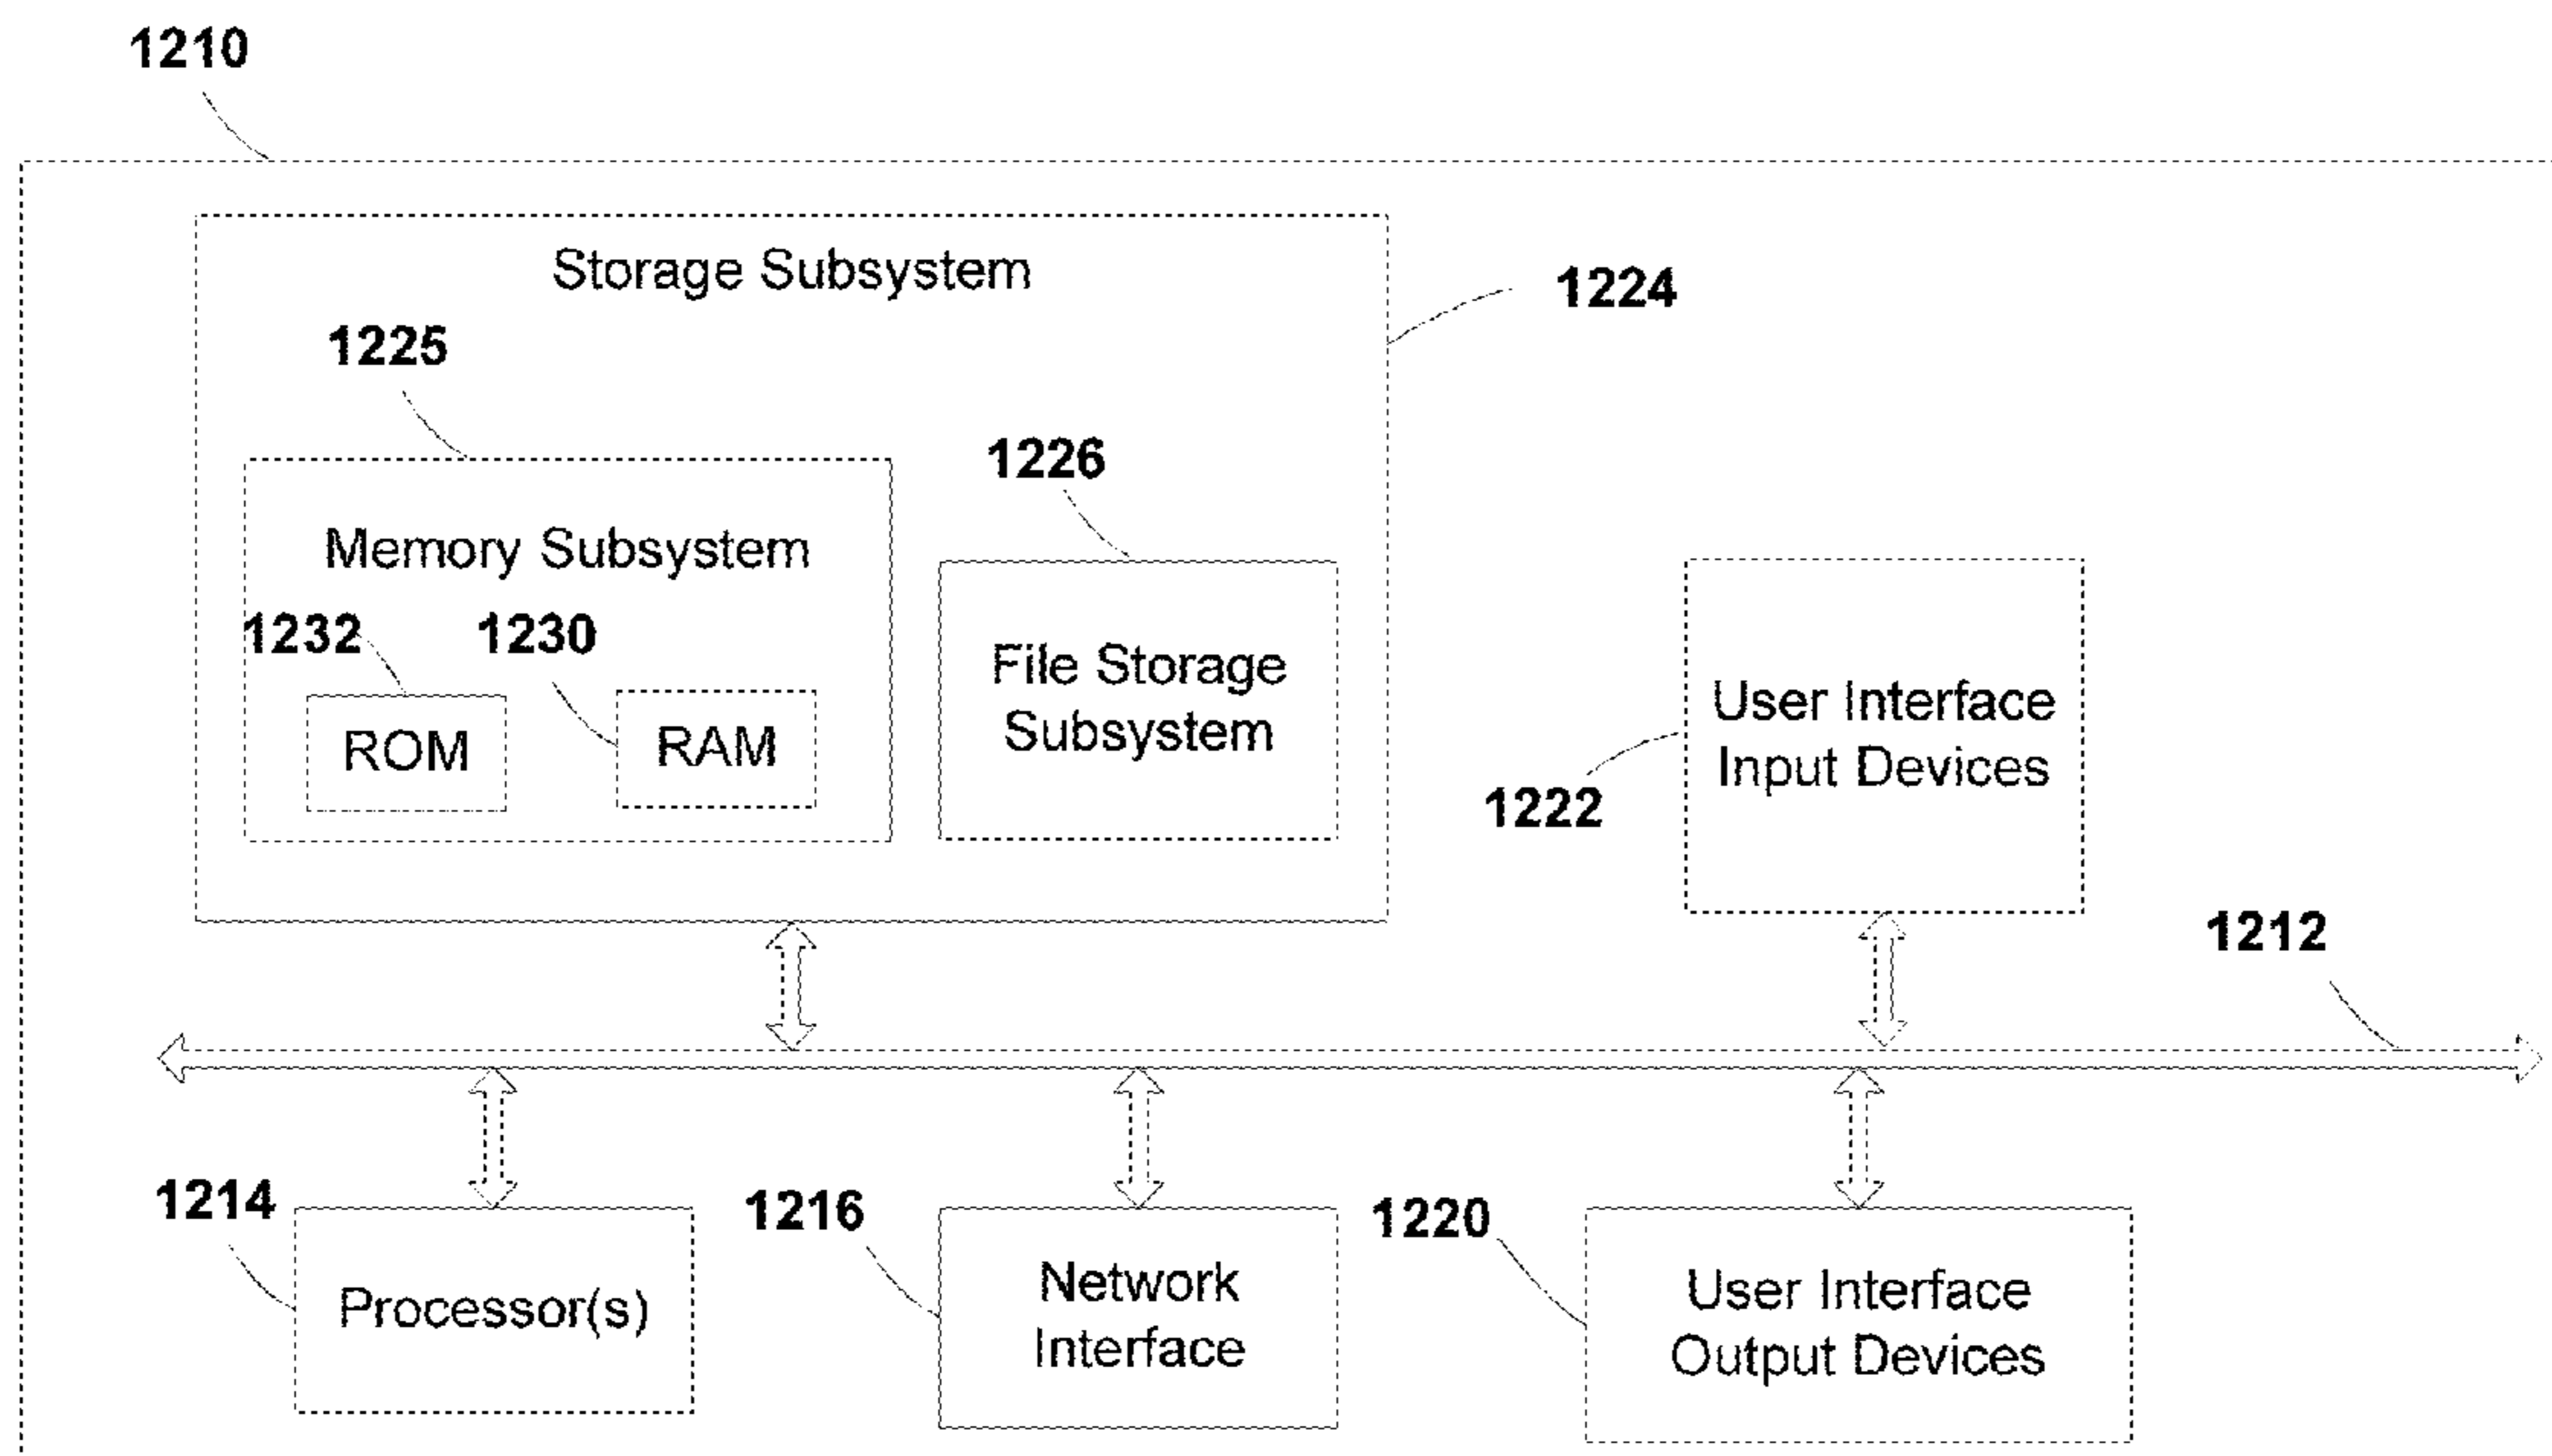 1210
Storage Subsystem
1224
1225
1226
Memory Subsystem
1232
1230
File Storage
Subsystem
ROM
RAM
User Interface
Input Devices
1222
1212
1214
1216
1220
Processor(s)
Network
Interface
User Interface
Output Devices